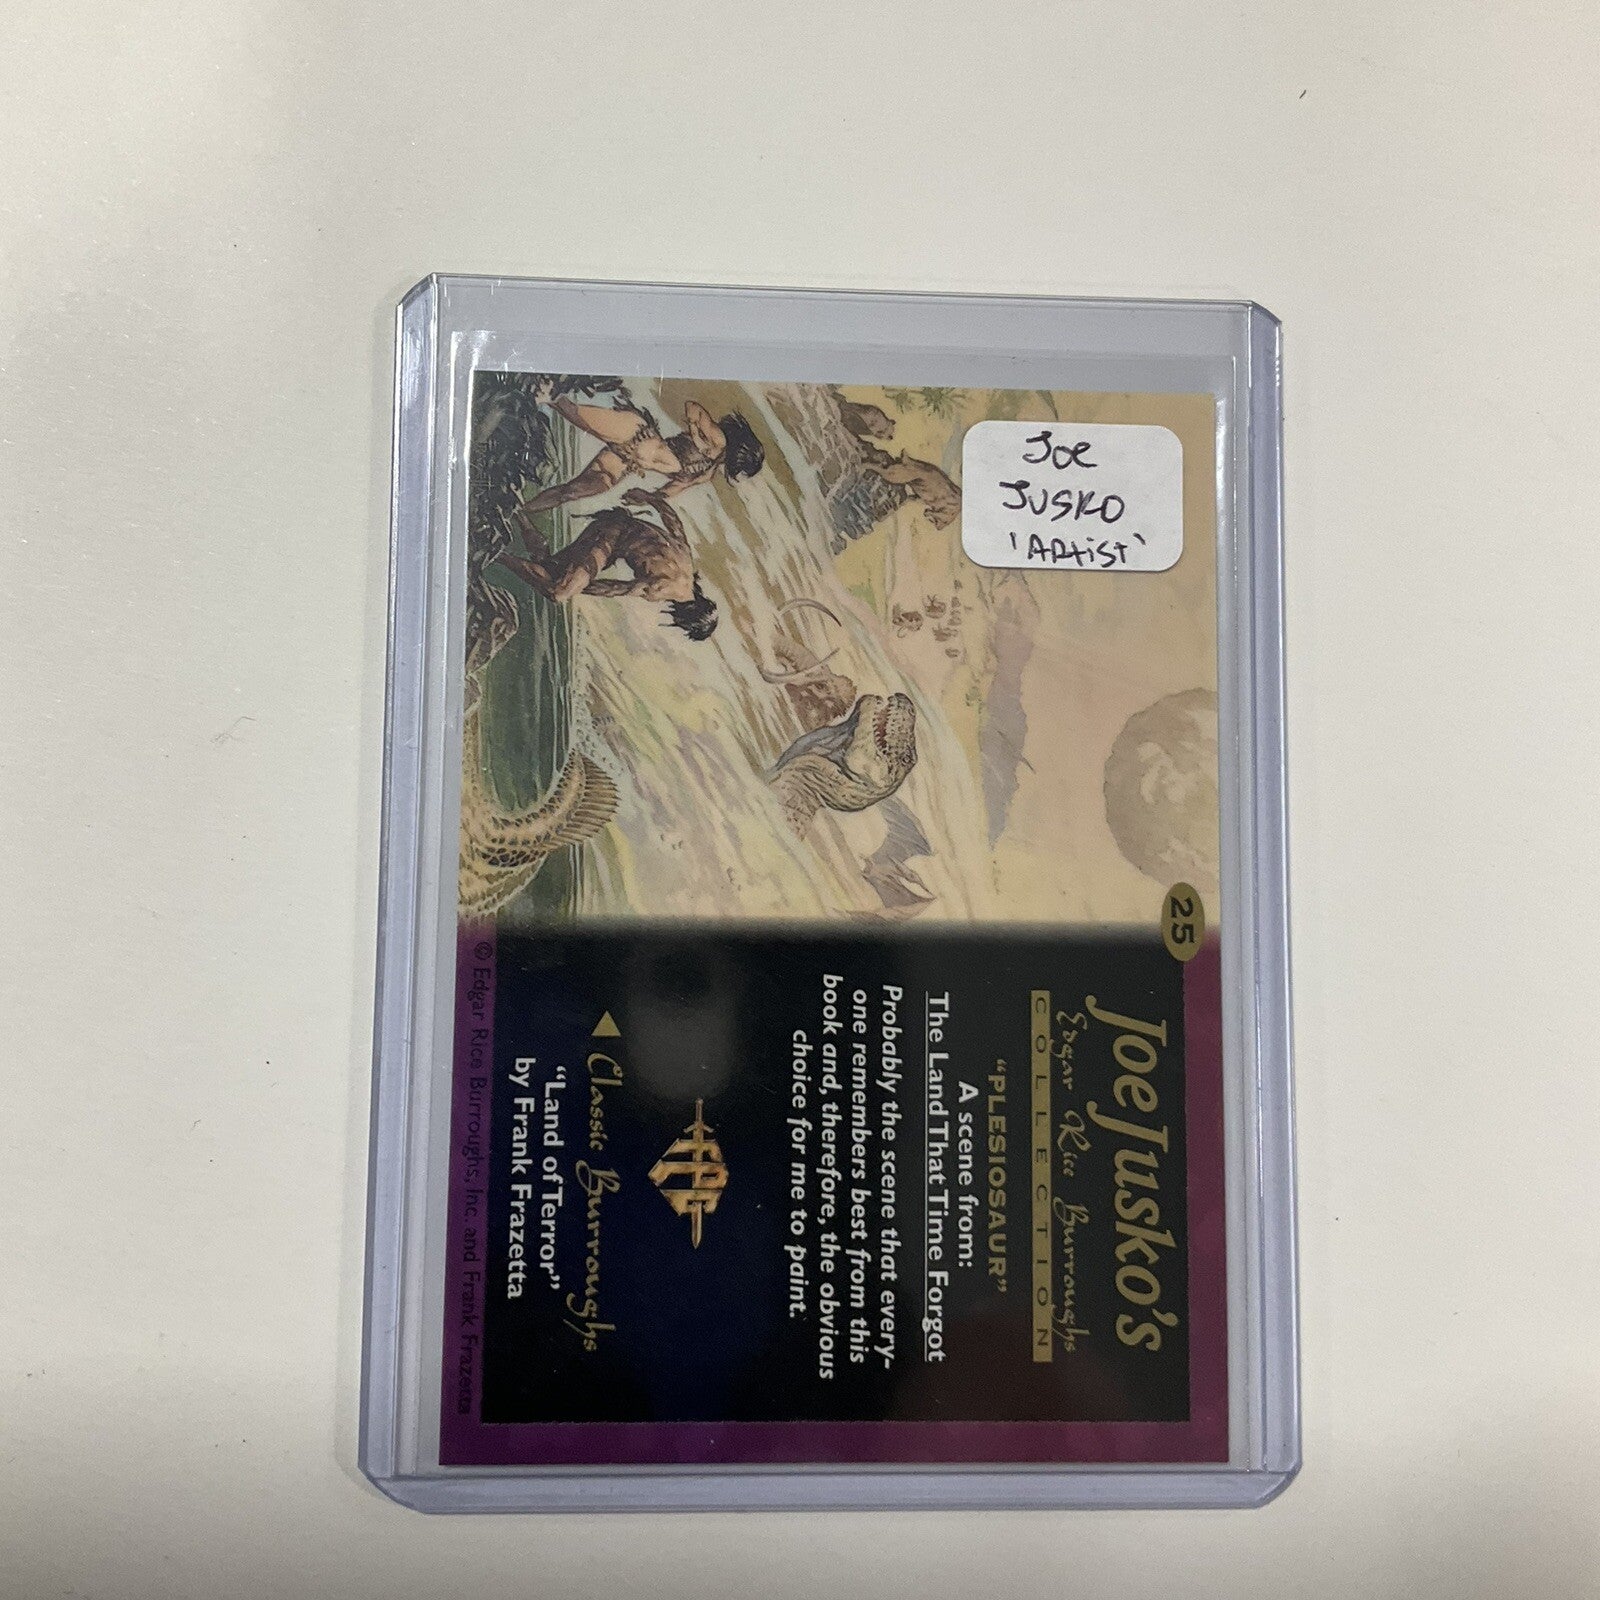 Joe
JUSKO
'ARtiST'
25
Joe Jusko's
Edgar Rice Burroughs
COLLECTION
"PLESIOSAUR"
A scene from:
The Land That Time Forgot
Probably the scene that every-
one remembers best from this
book and, therefore, the obvious
choice for me to paint.
FPG
Classic Burroughs
"Land of Terror"
by Frank Frazetta
© Edgar Rice Burroughs, Inc. and Frank Frazetta